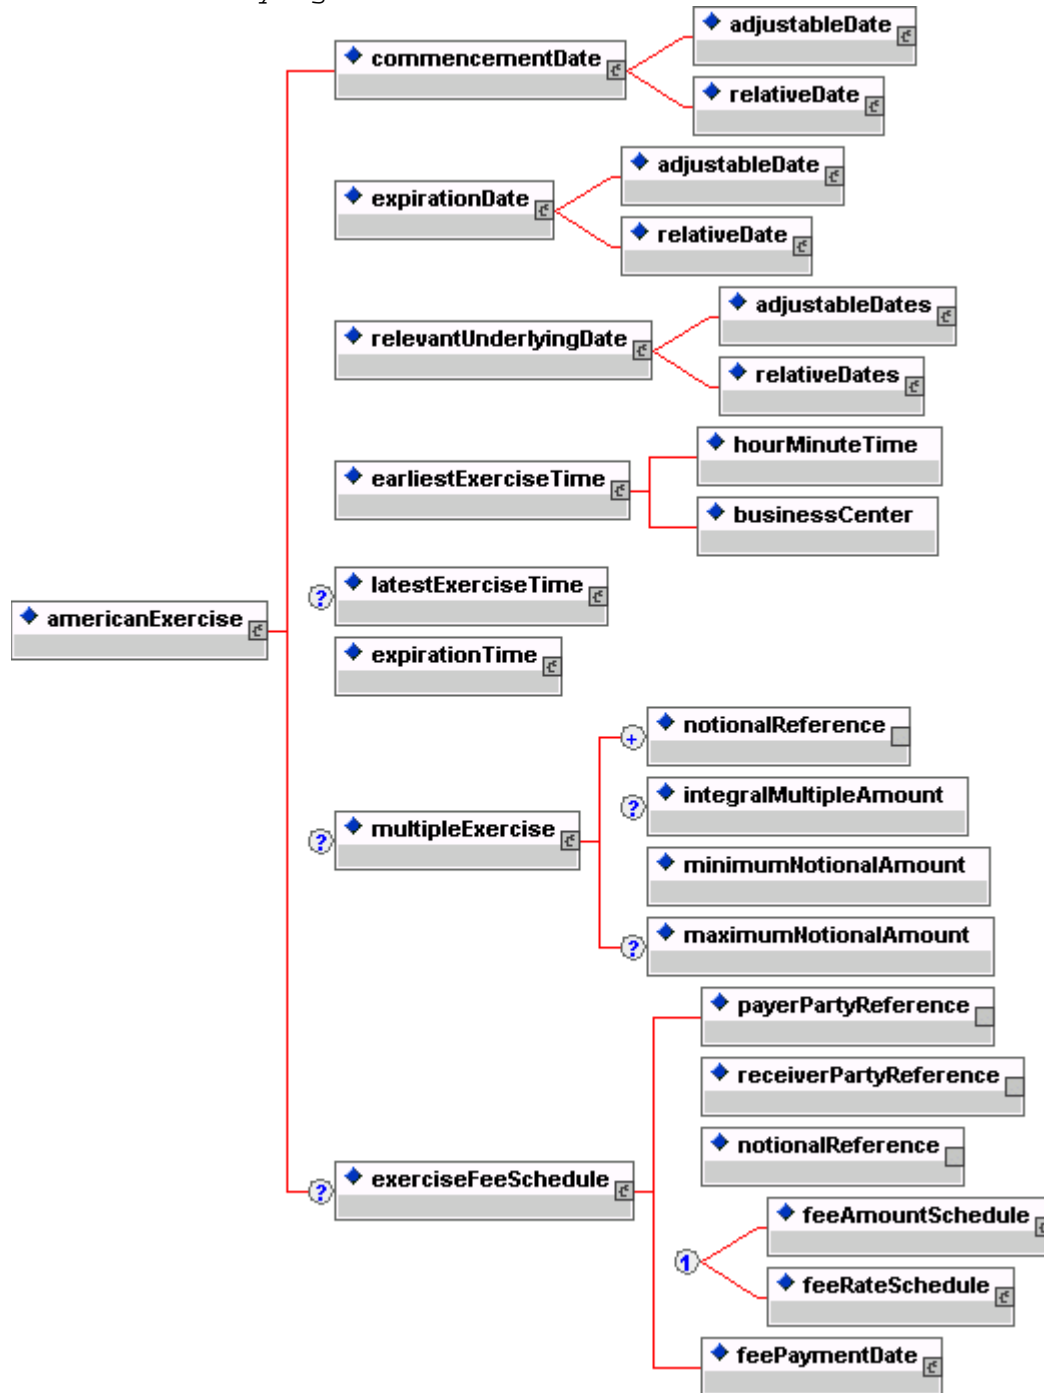 commencementDate
adjustableDate
relativeDate
expirationDate
adjustableDate
relativeDate
relevantUnderlyingDate
adjustableDates
relativeDates
earliestExerciseTime
hourMinuteTime
businessCenter
? latestExerciseTime
americanExercise
expirationTime
? multipleExercise
+ notionalReference
? integralMultipleAmount
minimumNotionalAmount
? maximumNotionalAmount
? exerciseFeeSchedule
payerPartyReference
receiverPartyReference
notionalReference
1
feeAmountSchedule
feeRateSchedule
feePaymentDate